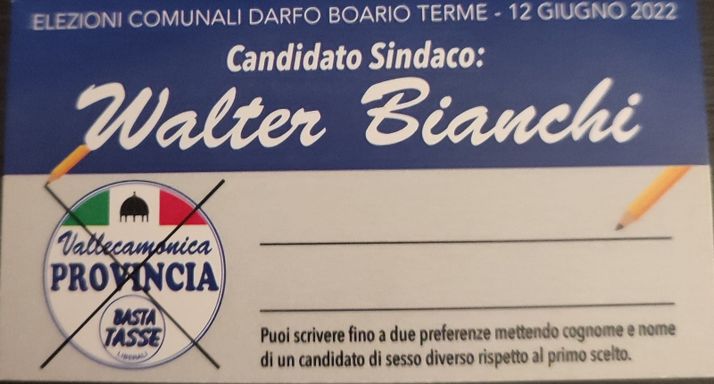 ELEZIONI COMUNALI DARFO BOARIO TERME - 12 GIUGNO 2022
Candidato Sindaco:
Walter Bianchi
Vallecamonica
PROVINCIA
BASTA
TASSE
LIBERALI
Puoi scrivere fino a due preferenze mettendo cognome e nome
di un candidato di sesso diverso rispetto al primo scelto.